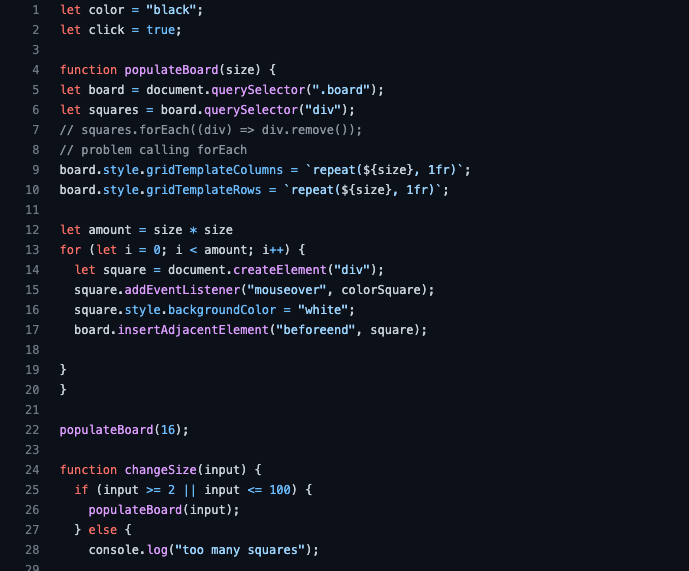 1 let color = "black";
2 let click = true;
3
4 function populateBoard(size) {
5 let board = document.querySelector(".board");
6 let squares = board.querySelector("div");
7 // squares.forEach((div) => div.remove());
8 // problem calling forEach
9 board.style.gridTemplateColumns = `repeat(${size}, 1fr)`;
10 board.style.gridTemplateRows = `repeat(${size}, 1fr)`;
11
12 let amount = size * size
13 for (let i = 0; i < amount; i++) {
14   let square = document.createElement("div");
15   square.addEventListener("mouseover", colorSquare);
16   square.style.backgroundColor = "white";
17   board.insertAdjacentElement("beforeend", square);
18
19 }
20 }
21
22 populateBoard(16);
23
24 function changeSize(input) {
25   if (input >= 2 || input <= 100) {
26     populateBoard(input);
27   } else {
28     console.log("too many squares");
29